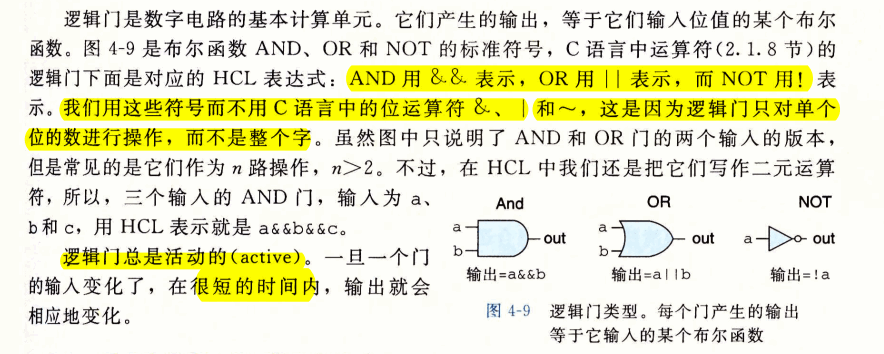 逻辑门是数字电路的基本计算单元。它们产生的输出，等于它们输入位值的某个布尔
函数。图 4-9 是布尔函数 AND、OR 和 NOT 的标准符号，C 语言中运算符(2.1.8 节)的
逻辑门下面是对应的 HCL 表达式：AND 用 && 表示，OR 用 || 表示，而 NOT 用! 表
示。我们用这些符号而不用 C 语言中的位运算符 &、| 和～，这是因为逻辑门只对单个
位的数进行操作，而不是整个字。虽然图中只说明了 AND 和 OR 门的两个输入的版本，
但是常见的是它们作为 n 路操作，n>2。不过，在 HCL 中我们还是把它们写作二元运算
符，所以，三个输入的 AND 门，输入为 a、
b和 c，用 HCL 表示就是 a&&b&&c。
逻辑门总是活动的(active)。一旦一个门
的输入变化了，在很短的时间内，输出就会
相应地变化。
And
OR
NOT
a
b
out
a
b
out
a
out
输出=a&&b
输出=a||b
输出=!a
图 4-9 逻辑门类型。每个门产生的输出
等于它输入的某个布尔函数